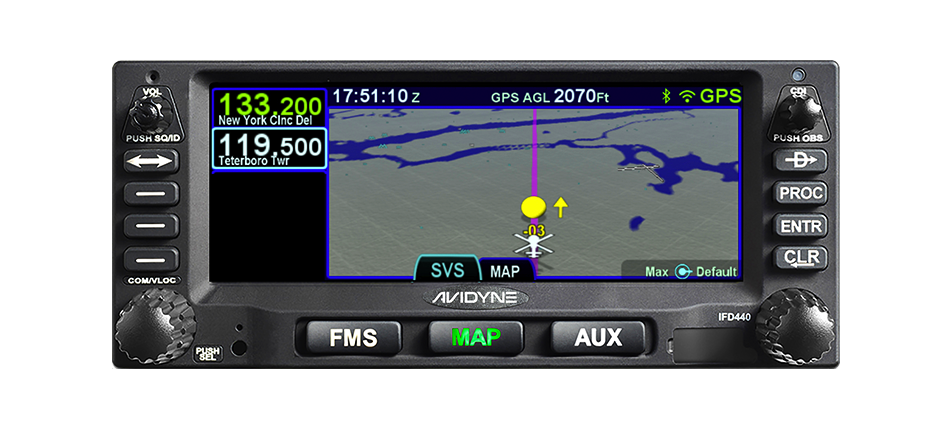 VOL
CDI
PUSH SQ/ID
PUSH OBS
133.200
New York Clnc Del
119.500
Teterboro Twr
17:51:10 Z
GPS AGL 2070Ft
GPS
-03
SVS
MAP
Max Default
D
PROC
ENTR
CLR
COM/VLOC
AVIDYNE
IFD440
FMS
MAP
AUX
PUSH
SEL